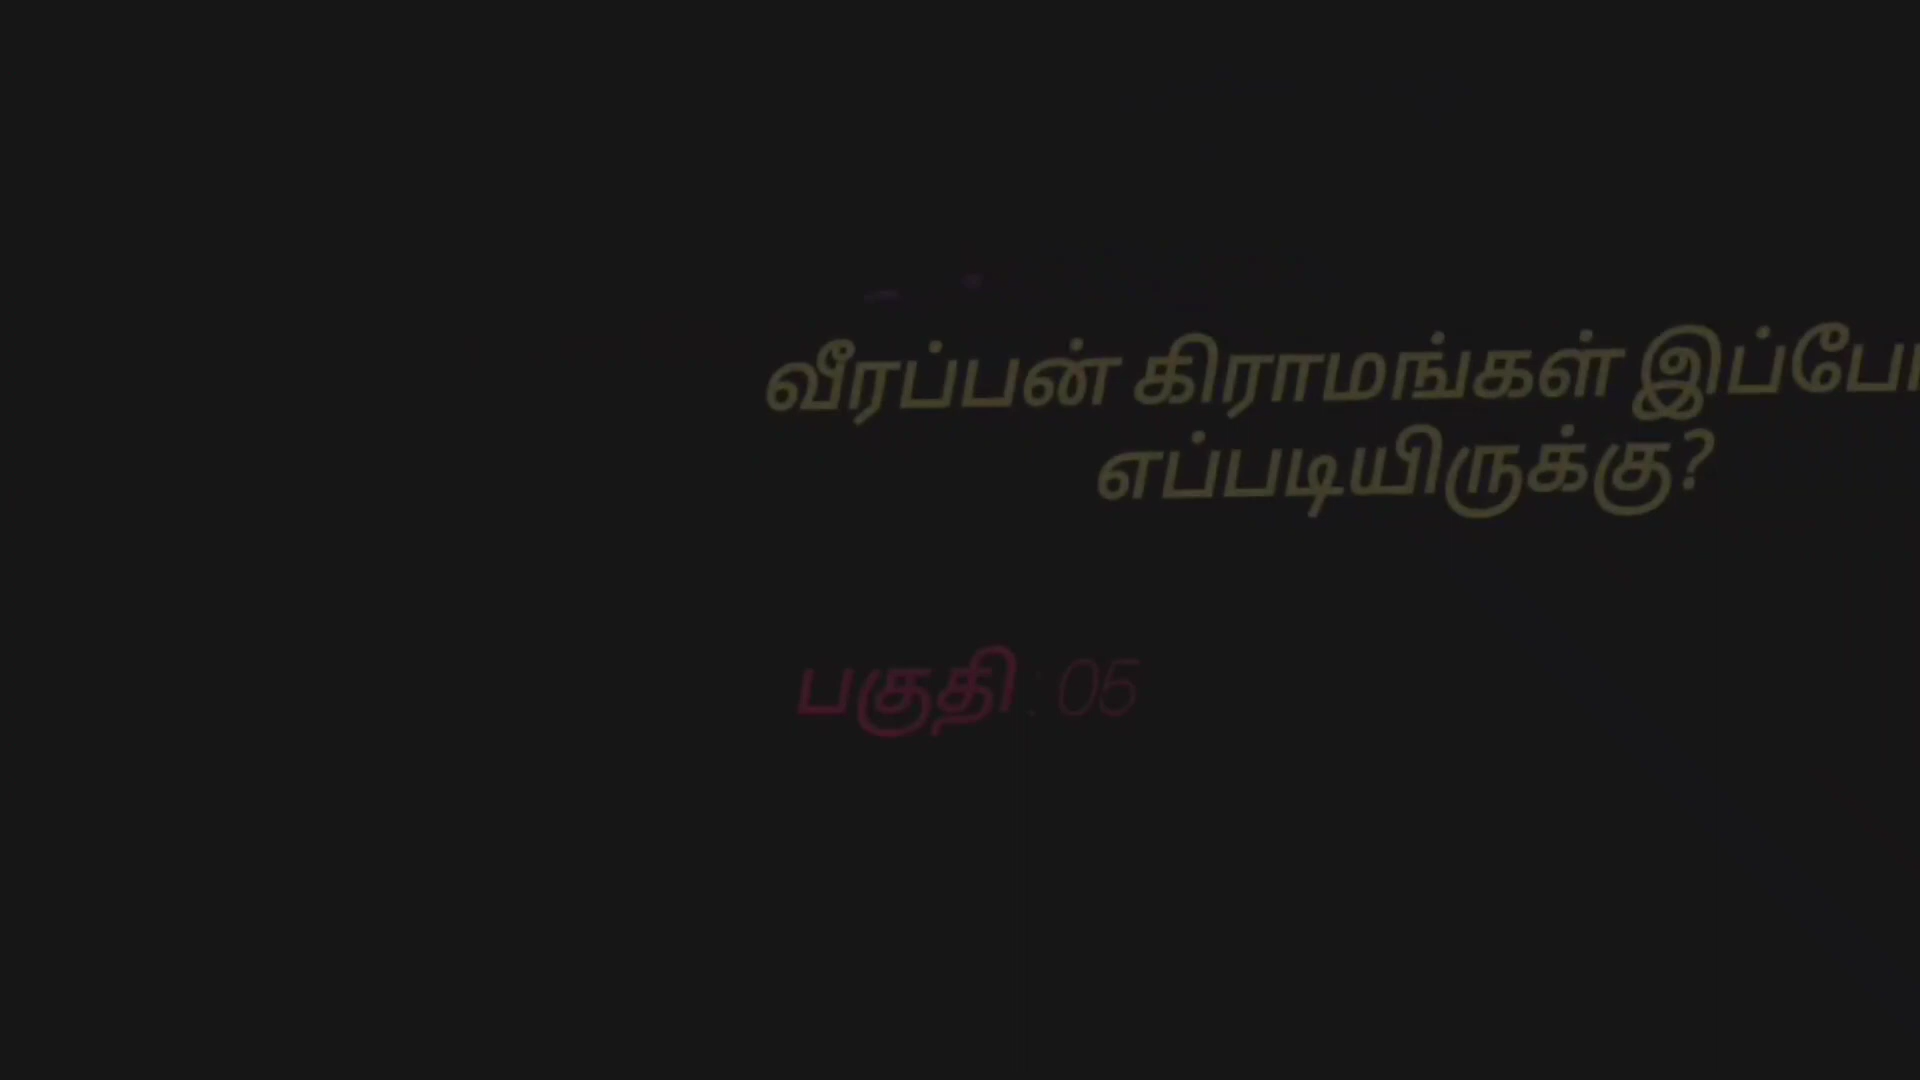 வீரப்பன் கிராமங்கள்
எப்படியிருக்கு?
பகுதி : 05